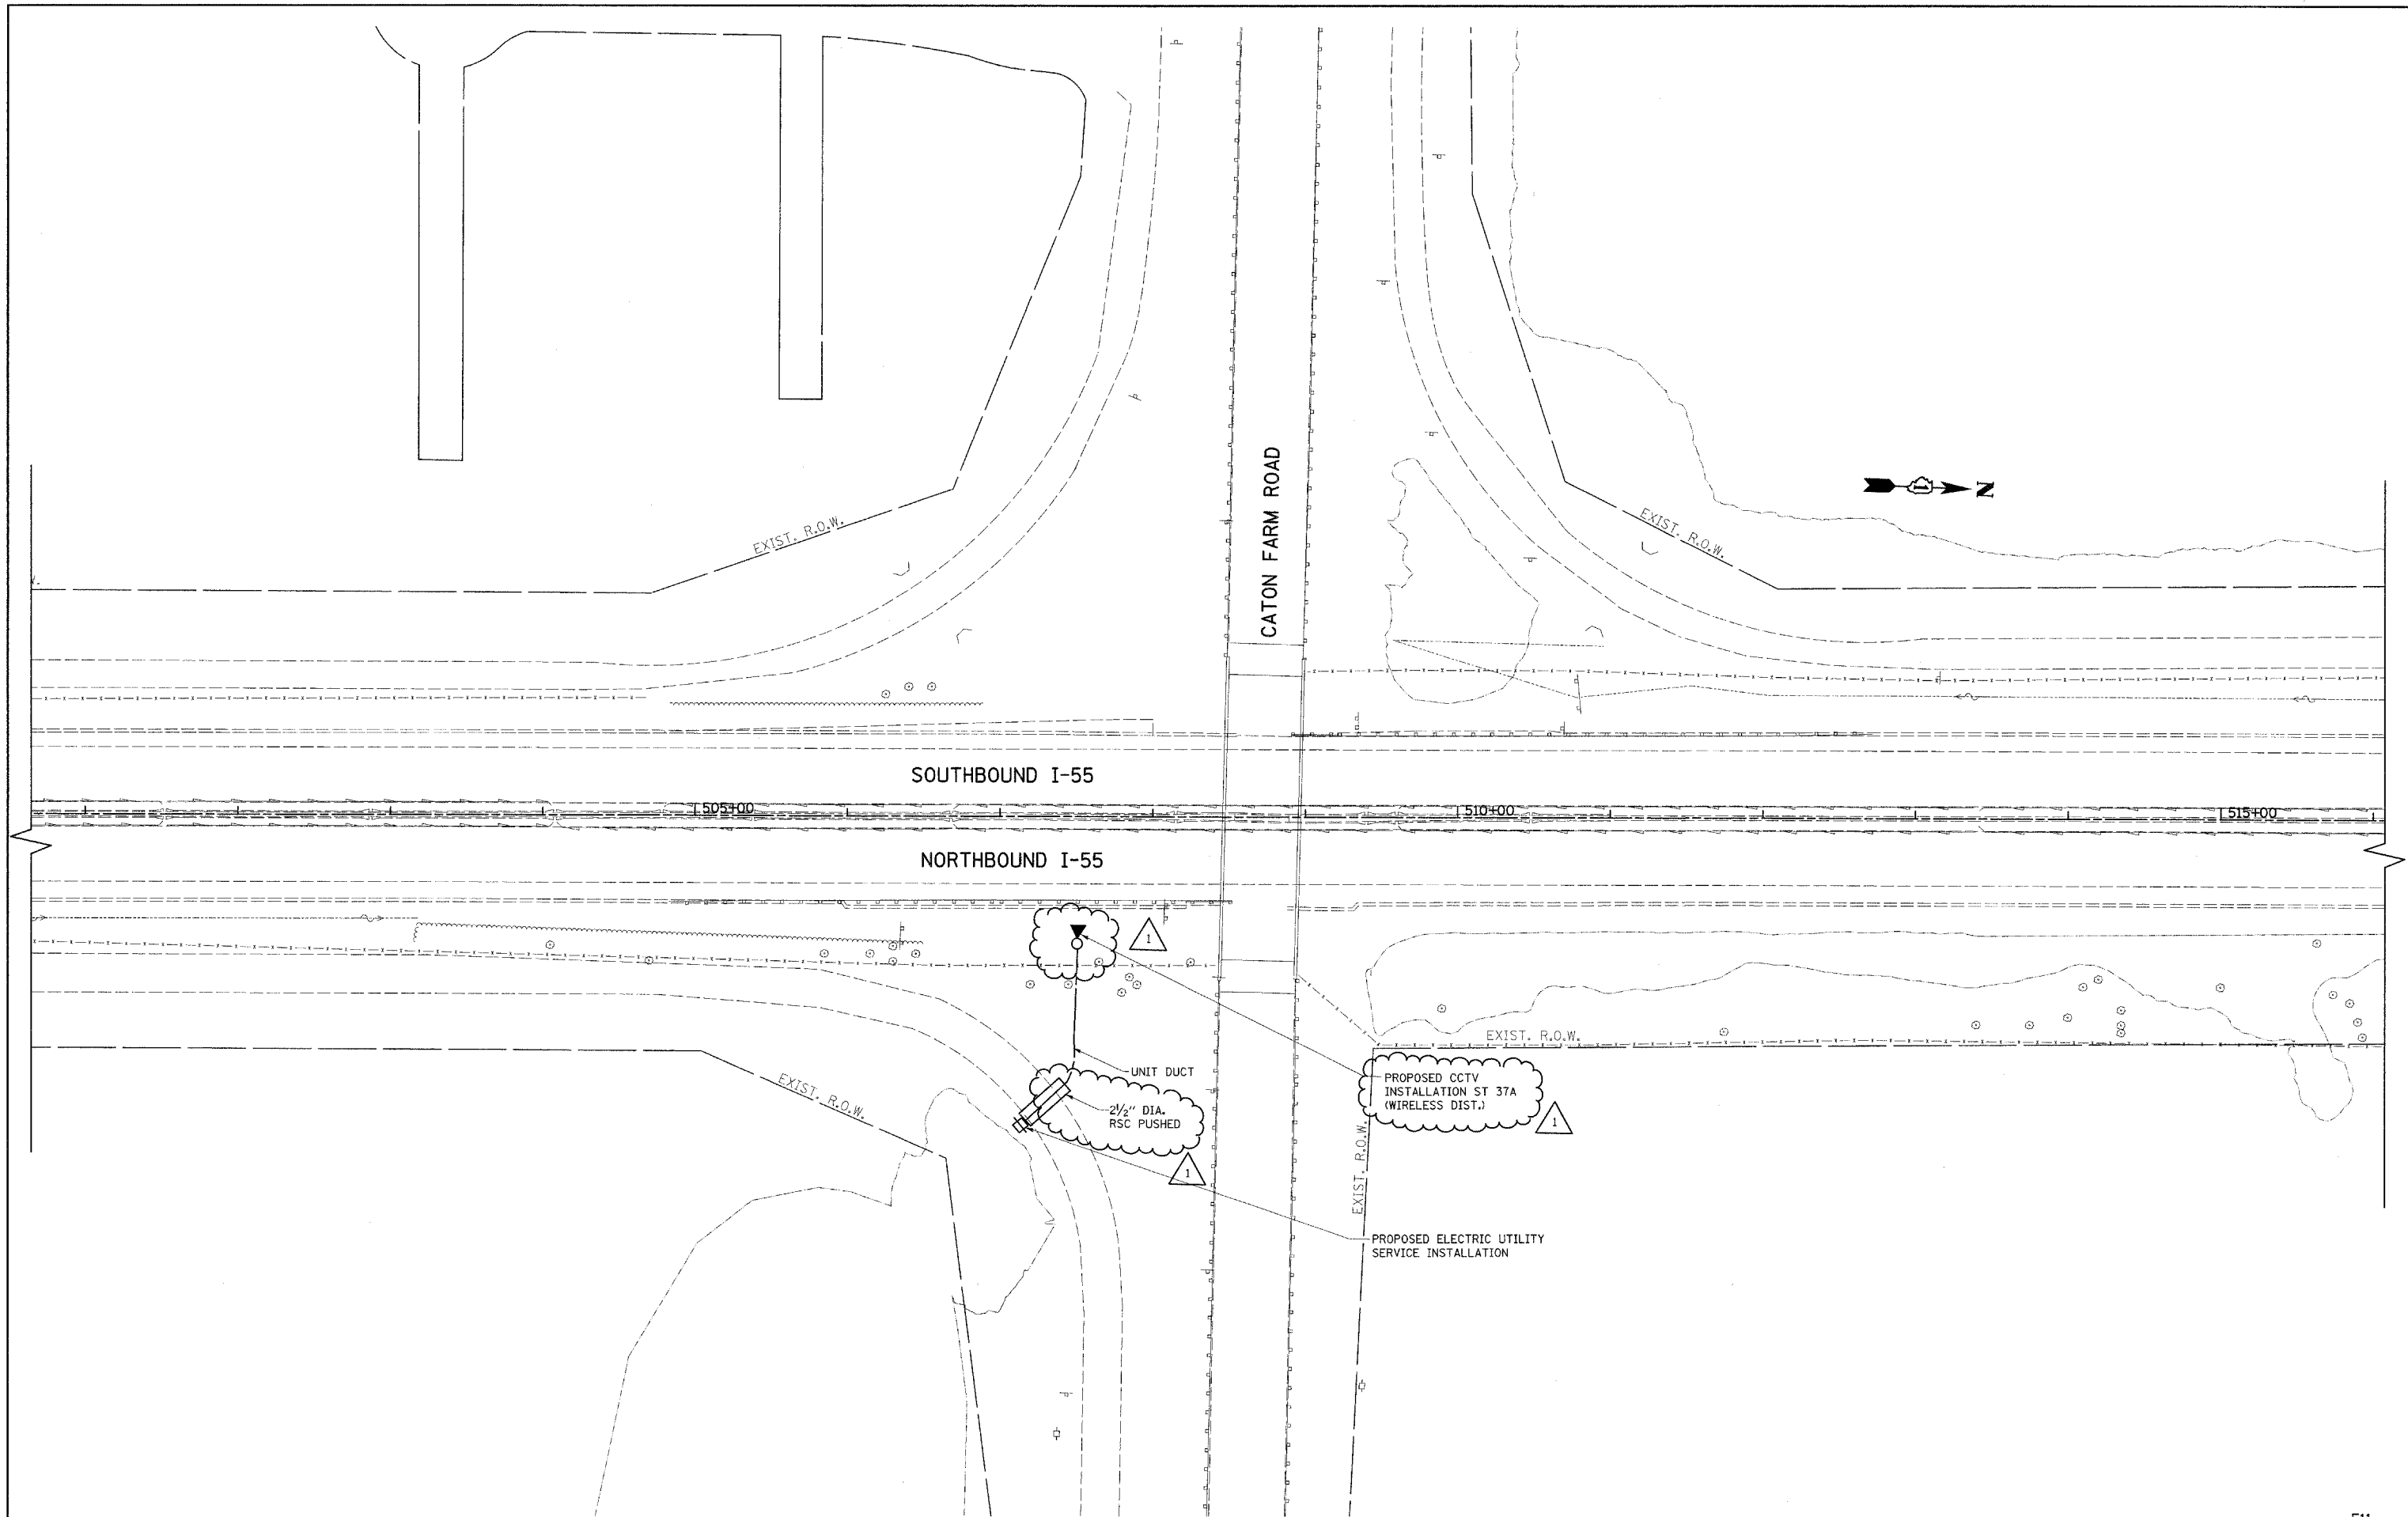 EXIST. R.O.W.
CATON FARM ROAD
N
EXIST. R.O.W.
SOUTHBOUND I-55
505+00
510+00
515+00
NORTHBOUND I-55
1
EXIST. R.O.W.
EXIST. R.O.W.
UNIT DUCT
2½" DIA.
RSC PUSHED
1
PROPOSED CCTV
INSTALLATION ST 37A
(WIRELESS DIST.)
1
EXIST. R.O.W.
PROPOSED ELECTRIC UTILITY
SERVICE INSTALLATION